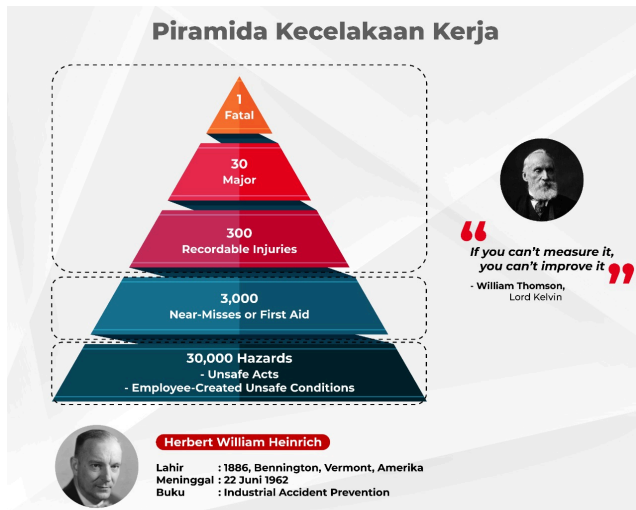 Piramida Kecelakaan Kerja
1
Fatal
30
Major
300
Recordable Injuries
3,000
Near-Misses or First Aid
30,000 Hazards
- Unsafe Acts
- Employee-Created Unsafe Conditions
“
If you can’t measure it,
you can’t improve it
”
- William Thomson,
Lord Kelvin
Herbert William Heinrich
Lahir : 1886, Bennington, Vermont, Amerika
Meninggal : 22 Juni 1962
Buku : Industrial Accident Prevention